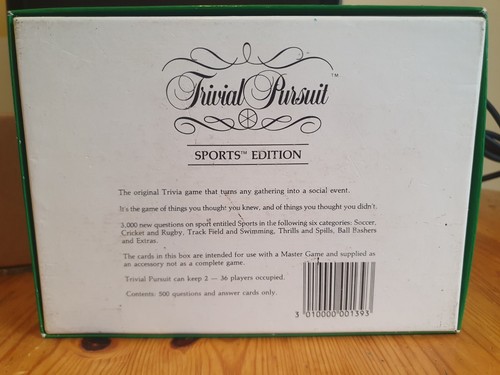 Trivial Pursuit™
SPORTS™ EDITION
The original Trivia game that turns any gathering into a social event.
It's the game of things you thought you knew, and of things you thought you didn't.
3,000 new questions on sport entitled Sports in the following six categories: Soccer,
Cricket and Rugby, Track Field and Swimming, Thrills and Spills, Ball Bashers
and Extras.
The cards in this box are intended for use with a Master Game and supplied as
an accessory not as a complete game.
Trivial Pursuit can keep 2 — 36 players occupied.
Contents: 500 questions and answer cards only.
3 010000 001393